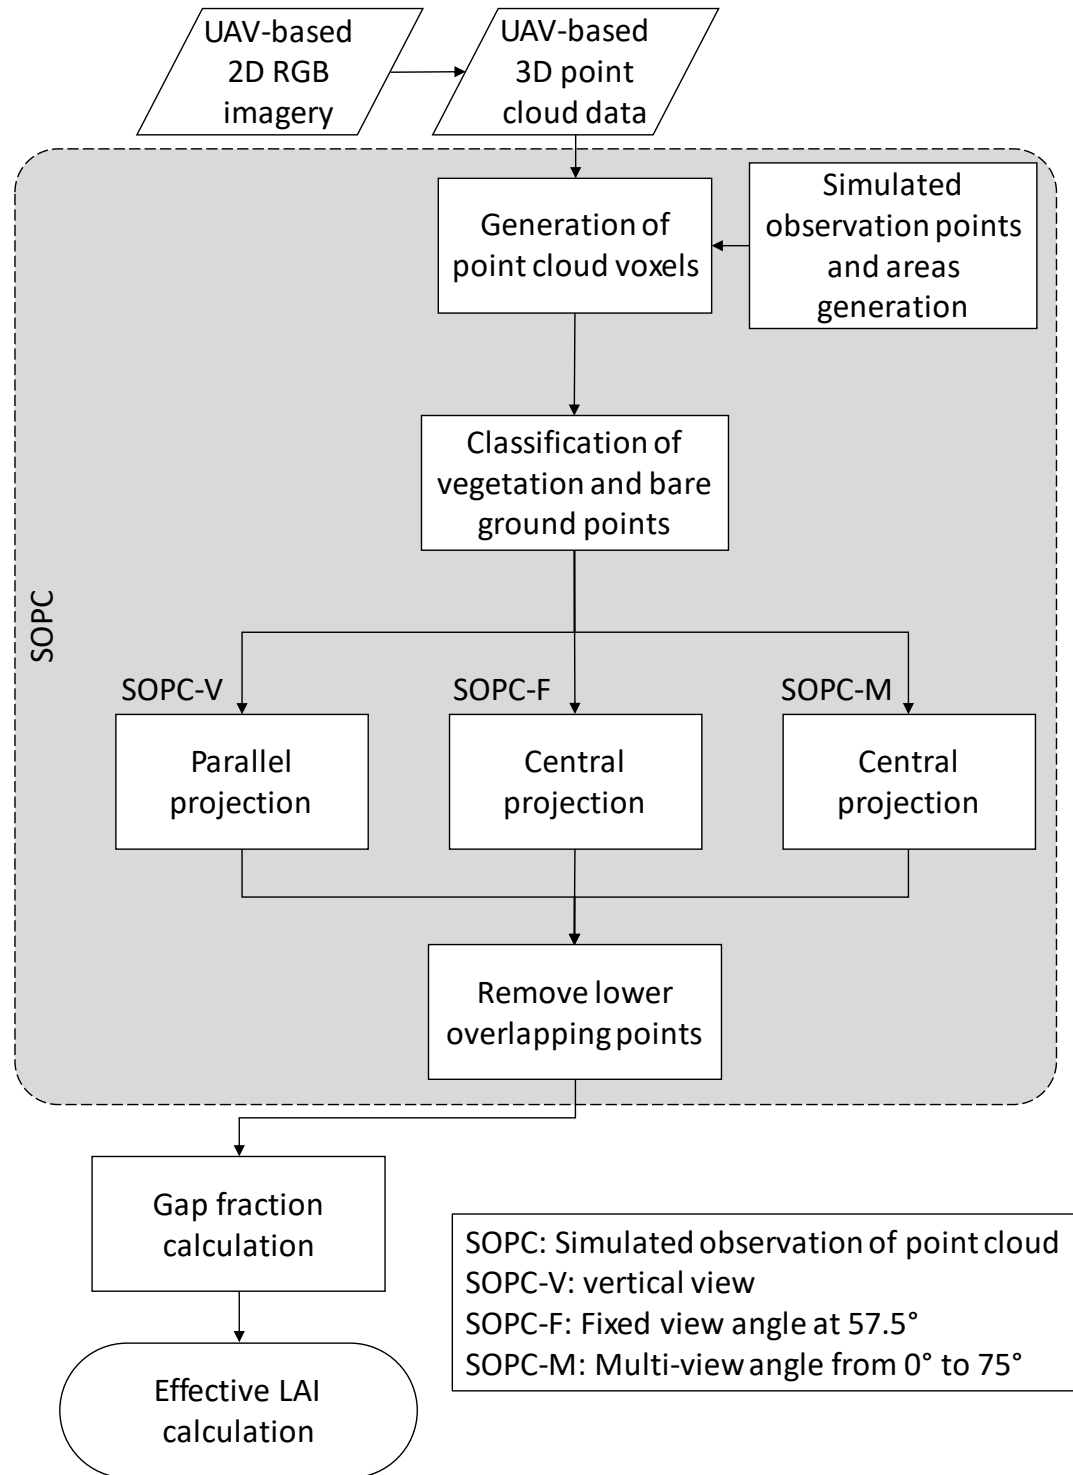 UAV-based
2D RGB
imagery
UAV-based
3D point
cloud data
Generation of
point cloud voxels
Simulated
observation points
and areas
generation
Classification of
vegetation and bare
ground points
SOPC
SOPC-V
SOPC-F
SOPC-M
Parallel
projection
Central
projection
Central
projection
Remove lower
overlapping points
Gap fraction
calculation
Effective LAI
calculation
SOPC: Simulated observation of point cloud
SOPC-V: vertical view
SOPC-F: Fixed view angle at 57.5°
SOPC-M: Multi-view angle from 0° to 75°